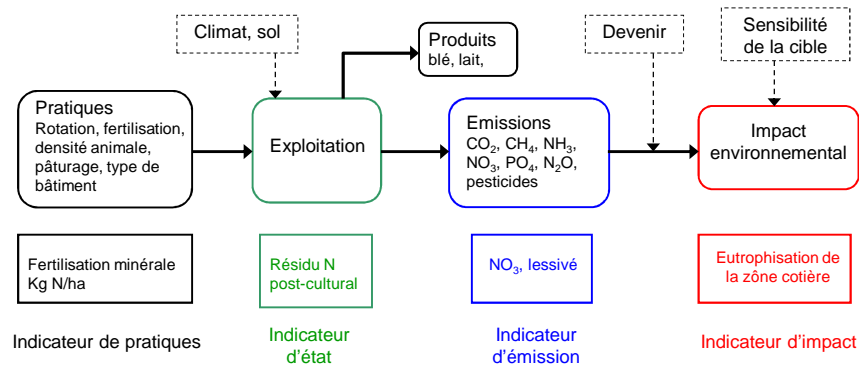 Climat, sol
Produits
blé, lait,
Devenir
Sensibilité
de la cible
Pratiques
Rotation, fertilisation,
densité animale,
pâturage, type de
bâtiment
Exploitation
Emissions
CO₂, CH₄, NH₃,
NO₃, PO₄, N₂O,
pesticides
Impact
environnemental
Fertilisation minérale
Kg N/ha
Résidu N
post-cultural
NO₃, lessivé
Eutrophisation de
la zône cotière
Indicateur de pratiques
Indicateur
d'état
Indicateur
d'émission
Indicateur d'impact